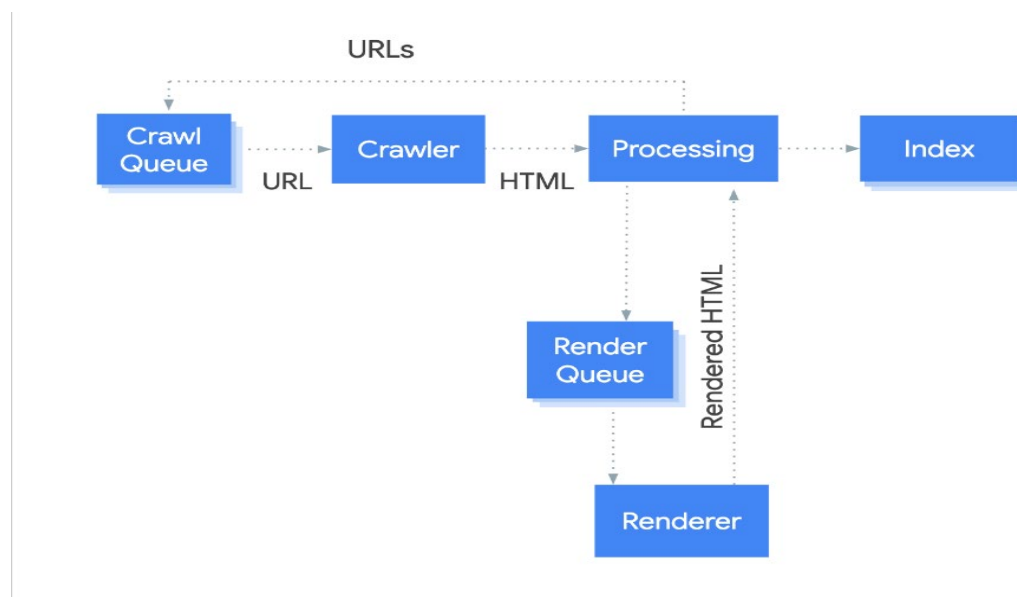 URLs
Crawl
Queue
URL
Crawler
HTML
Processing
Index
Render
Queue
Rendered HTML
Renderer